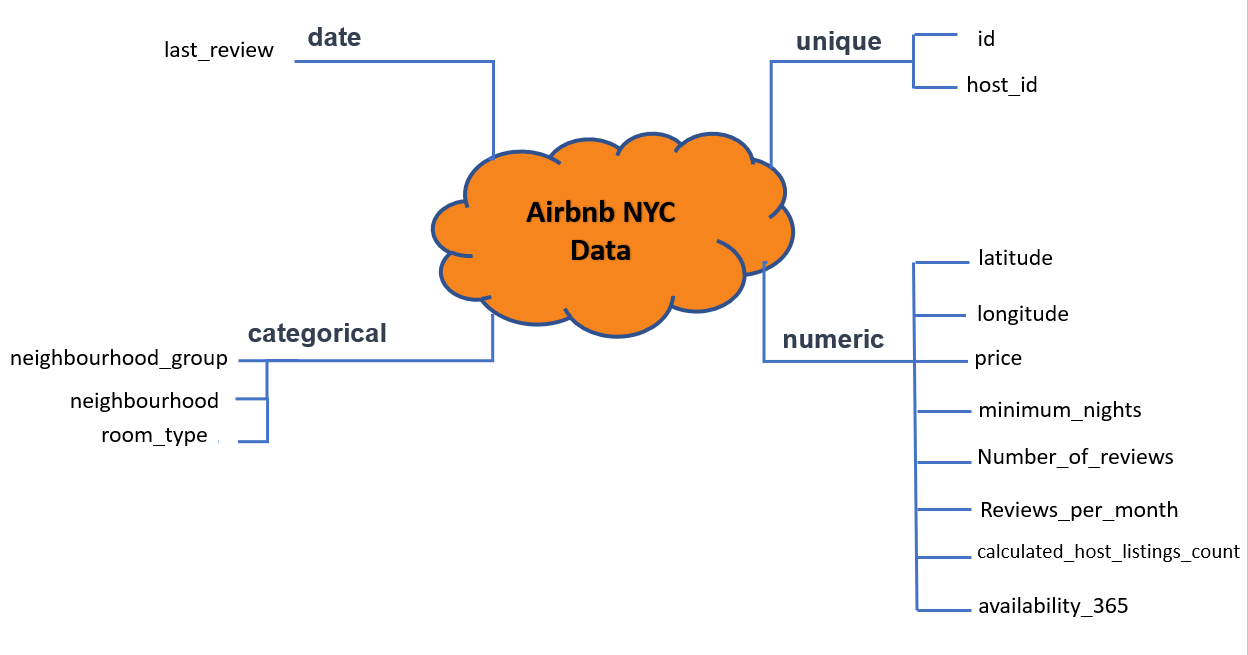 date
last_review
unique
id
host_id
Airbnb NYC
Data
categorical
neighbourhood_group
neighbourhood
room_type
numeric
latitude
longitude
price
minimum_nights
Number_of_reviews
Reviews_per_month
calculated_host_listings_count
availability_365